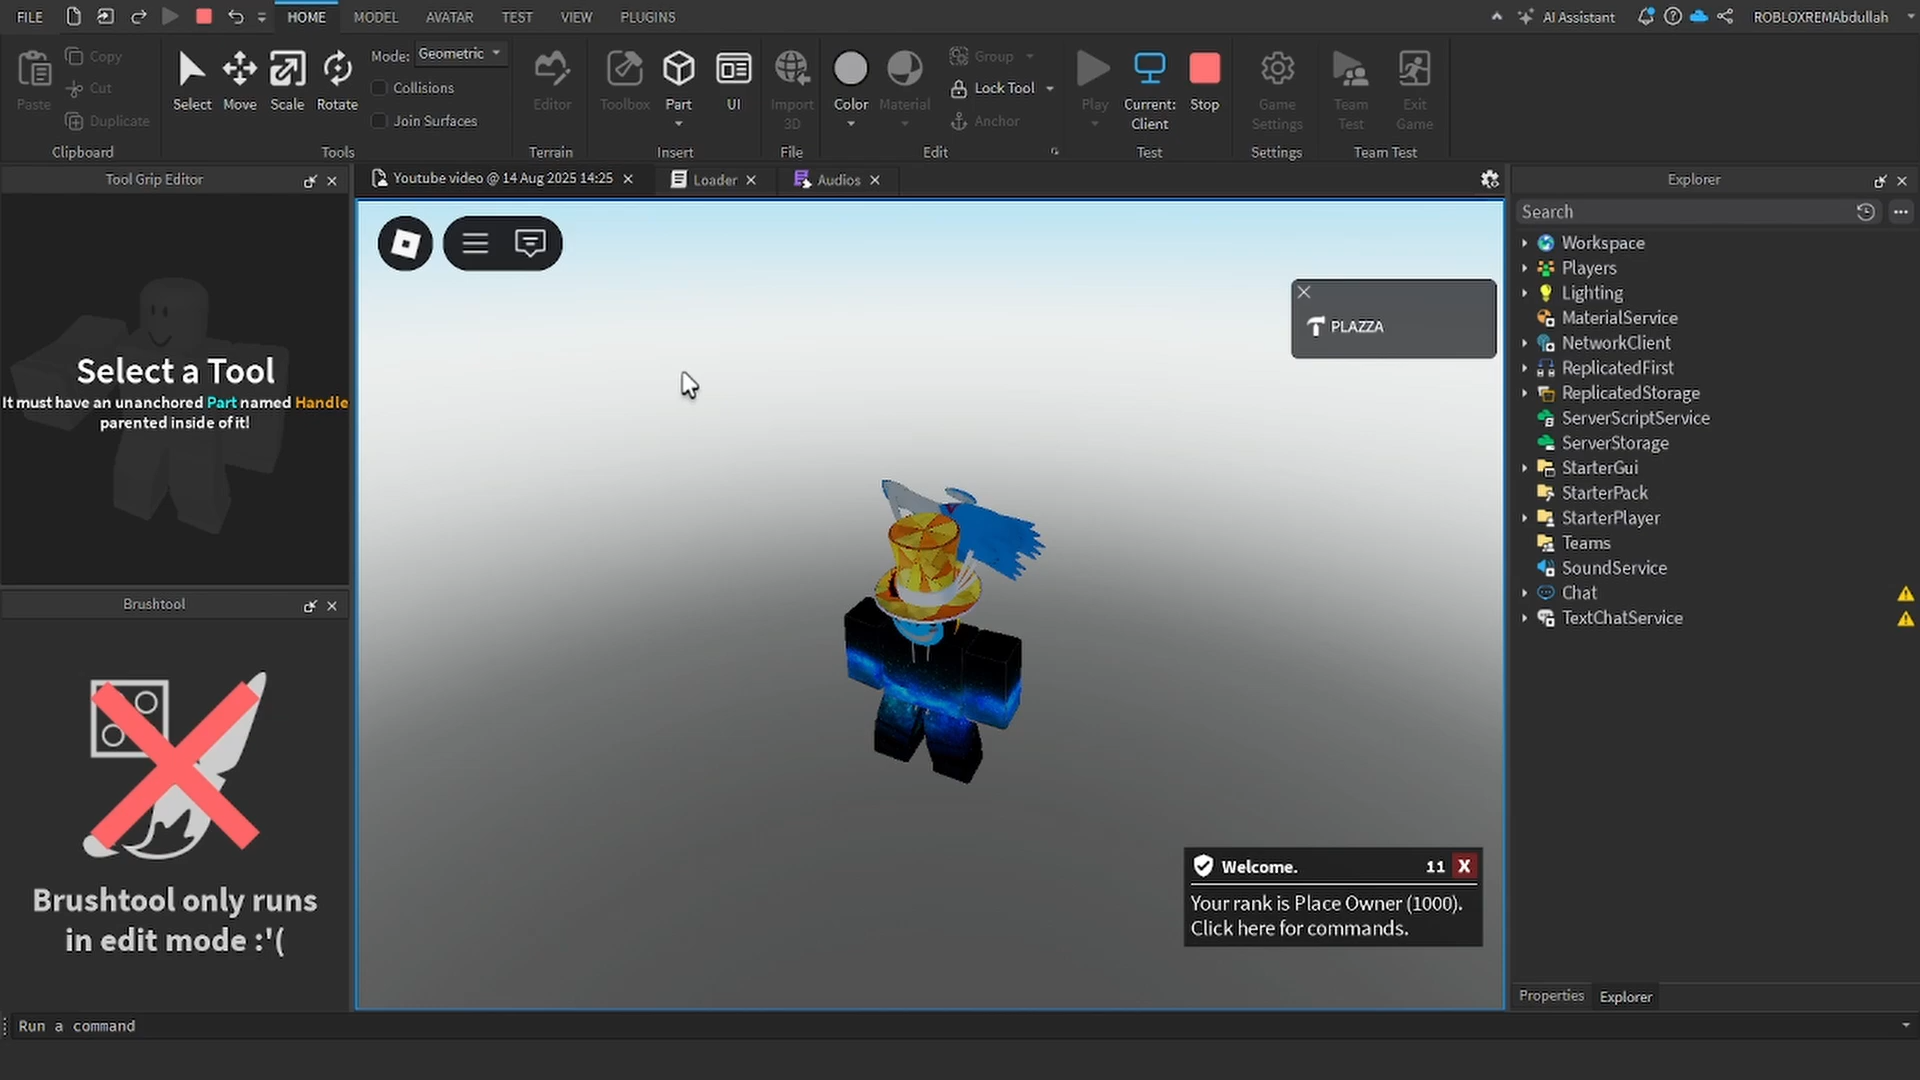 FILE
HOME
MODEL
AVATAR
TEST
VIEW
PLUGINS
AI Assistant
ROBLOXREMAbdullah
Paste
Copy
Cut
Duplicate
Clipboard
Select
Move
Scale
Rotate
Mode:
Geometric
Collisions
Join Surfaces
Tools
Editor
Terrain
Toolbox
Part
UI
Insert
Import
3D
File
Color
Material
Group
Lock Tool
Anchor
Edit
Play
Current:
Client
Stop
Test
Game
Settings
Settings
Team
Test
Exit
Game
Team Test
Tool Grip Editor
Youtube video @ 14 Aug 2025 14:25
Loader
Audios
Explorer
Select a Tool
It must have an unanchored Part named Handle
parented inside of it!
Brushtool
Brushtool only runs
in edit mode :'(
PLAZZA
Welcome.
11
X
Your rank is Place Owner (1000).
Click here for commands.
Search
Workspace
Players
Lighting
MaterialService
NetworkClient
ReplicatedFirst
ReplicatedStorage
ServerScriptService
ServerStorage
StarterGui
StarterPack
StarterPlayer
Teams
SoundService
Chat
TextChatService
Properties
Explorer
Run a command